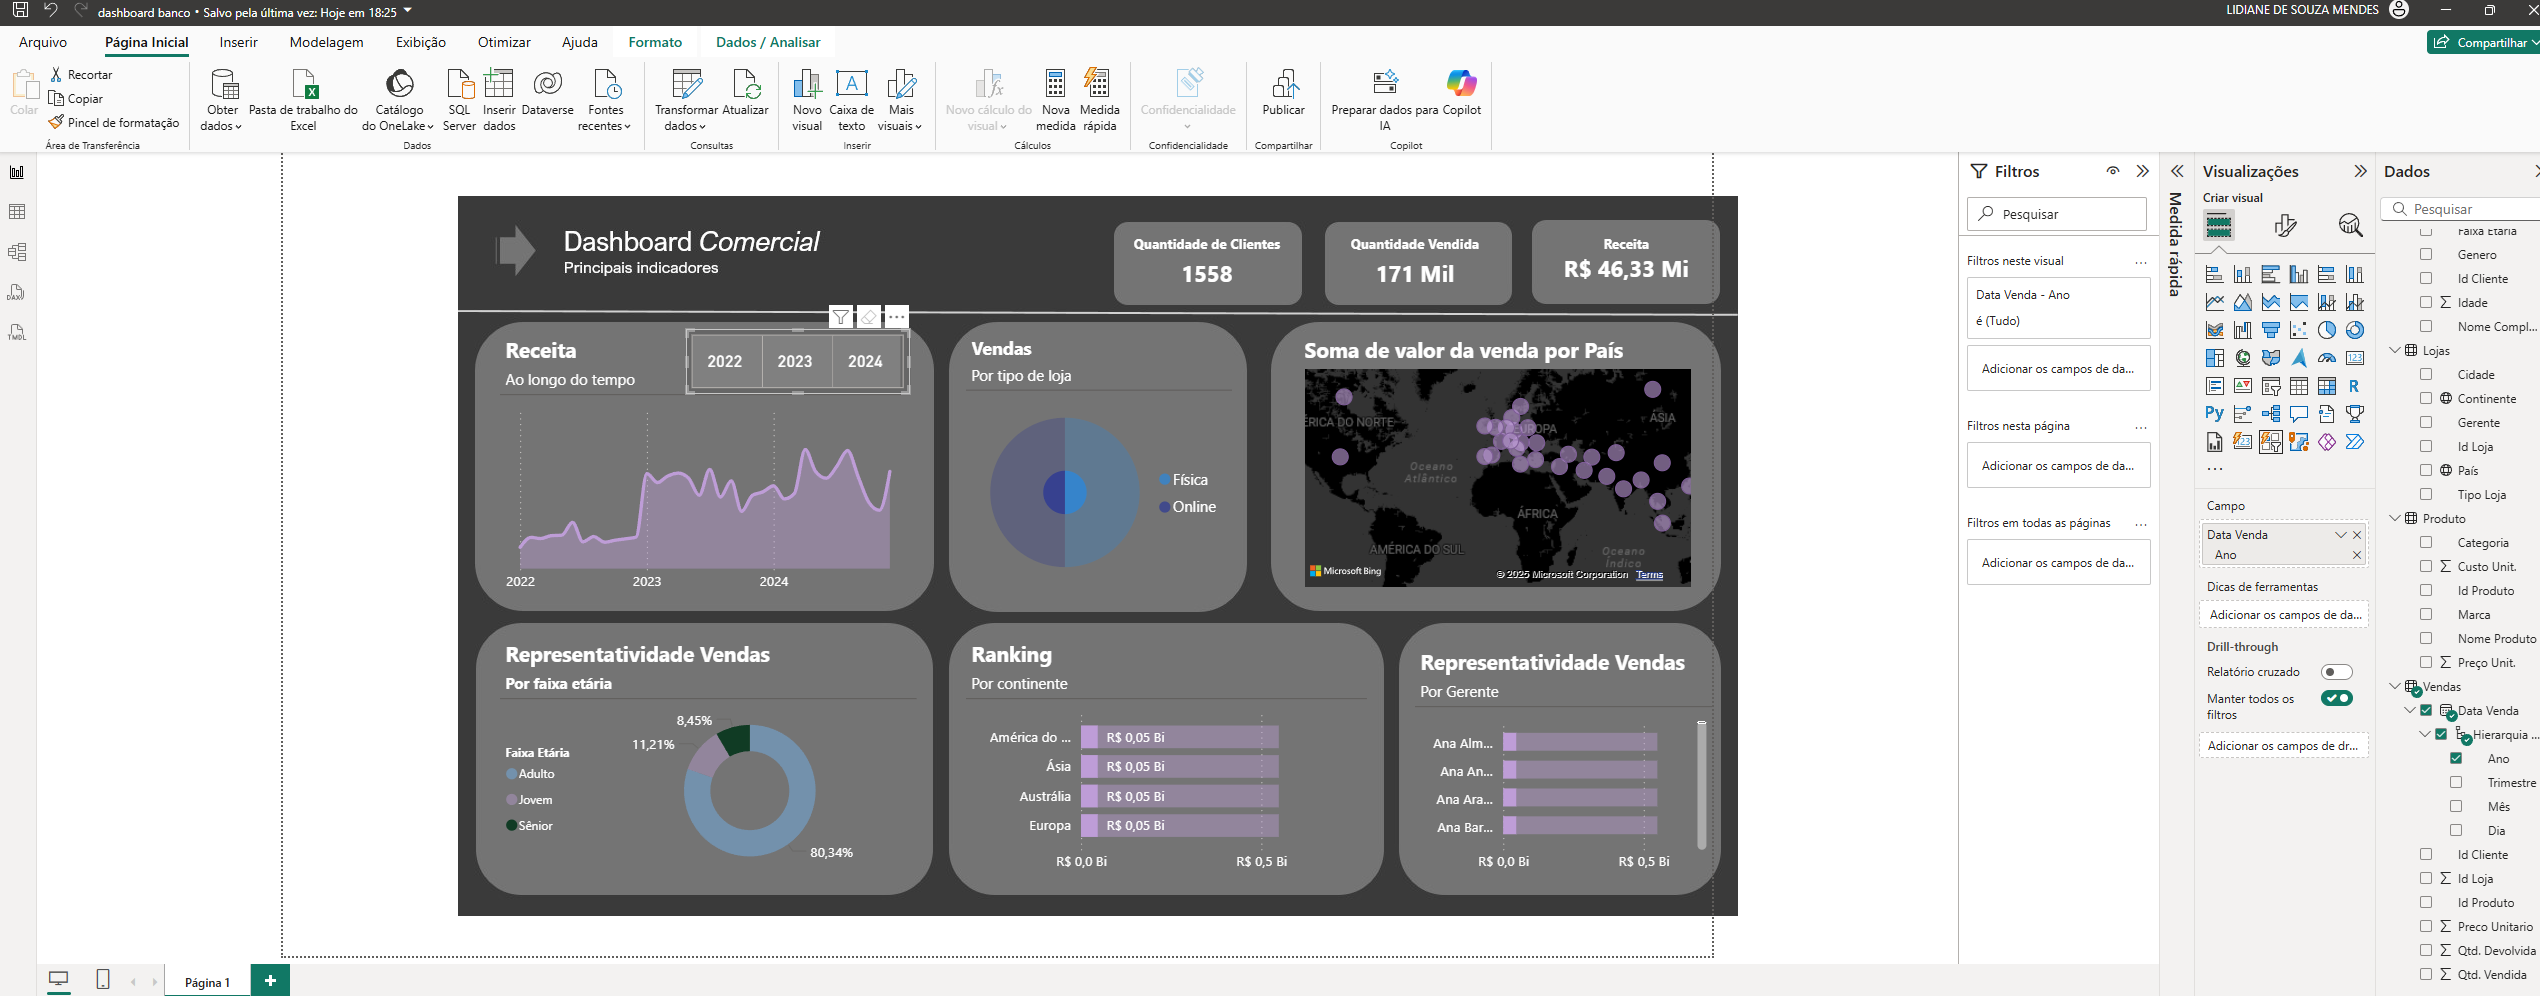 dashboard banco • Salvo pela última vez: Hoje em 18:25
LIDIANE DE SOUZA MENDES
Arquivo
Página Inicial
Inserir
Modelagem
Exibição
Otimizar
Ajuda
Formato
Dados / Analisar
Compartilhar
Colar
Recortar
Copiar
Pincel de formatação
Área de Transferência
Obter dados
Pasta de trabalho do Excel
Catálogo do OneLake
SQL Server
Inserir dados
Dataverse
Fontes recentes
Dados
Transformar dados
Atualizar
Consultas
Novo visual
Caixa de texto
Mais visuais
Inserir
Novo cálculo do visual
Nova medida
Medida rápida
Cálculos
Confidencialidade
Confidencialidade
Publicar
Compartilhar
Preparar dados para IA
Copilot
Copilot
DAX
TMDL
Dashboard Comercial
Principais indicadores
Quantidade de Clientes
1558
Quantidade Vendida
171 Mil
Receita
R$ 46,33 Mi
Receita
Ao longo do tempo
2022
2023
2024
2022
2023
2024
Vendas
Por tipo de loja
Física
Online
Soma de valor da venda por País
ÉRICA DO NORTE
EUROPA
ÁSIA
Oceano
Atlântico
ÁFRICA
AMÉRICA DO SUL
Oceano
Índico
Microsoft Bing
© 2025 Microsoft Corporation
Terms
Representatividade Vendas
Por faixa etária
Faixa Etária
Adulto
Jovem
Sênior
8,45%
11,21%
80,34%
Ranking
Por continente
América do ...
R$ 0,05 Bi
Ásia
R$ 0,05 Bi
Austrália
R$ 0,05 Bi
Europa
R$ 0,05 Bi
R$ 0,0 Bi
R$ 0,5 Bi
Representatividade Vendas
Por Gerente
Ana Alm...
Ana An...
Ana Ara...
Ana Bar...
R$ 0,0 Bi
R$ 0,5 Bi
Página 1
Filtros
Pesquisar
Filtros neste visual
...
Data Venda - Ano
é (Tudo)
Adicionar os campos de da...
Filtros nesta página
...
Adicionar os campos de da...
Filtros em todas as páginas
...
Adicionar os campos de da...
Medida rápida
Visualizações
Criar visual
123
R
Py
123
...
Campo
Data Venda
Ano
Dicas de ferramentas
Adicionar os campos de da...
Drill-through
Relatório cruzado
Manter todos os filtros
Adicionar os campos de dr...
Dados
Pesquisar
Faixa Etária
Genero
Id Cliente
Idade
Nome Compl...
Lojas
Cidade
Continente
Gerente
Id Loja
País
Tipo Loja
Produto
Categoria
Custo Unit.
Id Produto
Marca
Nome Produto
Preço Unit.
Vendas
Data Venda
Hierarquia ...
Ano
Trimestre
Mês
Dia
Id Cliente
Id Loja
Id Produto
Preco Unitario
Qtd. Devolvida
Qtd. Vendida